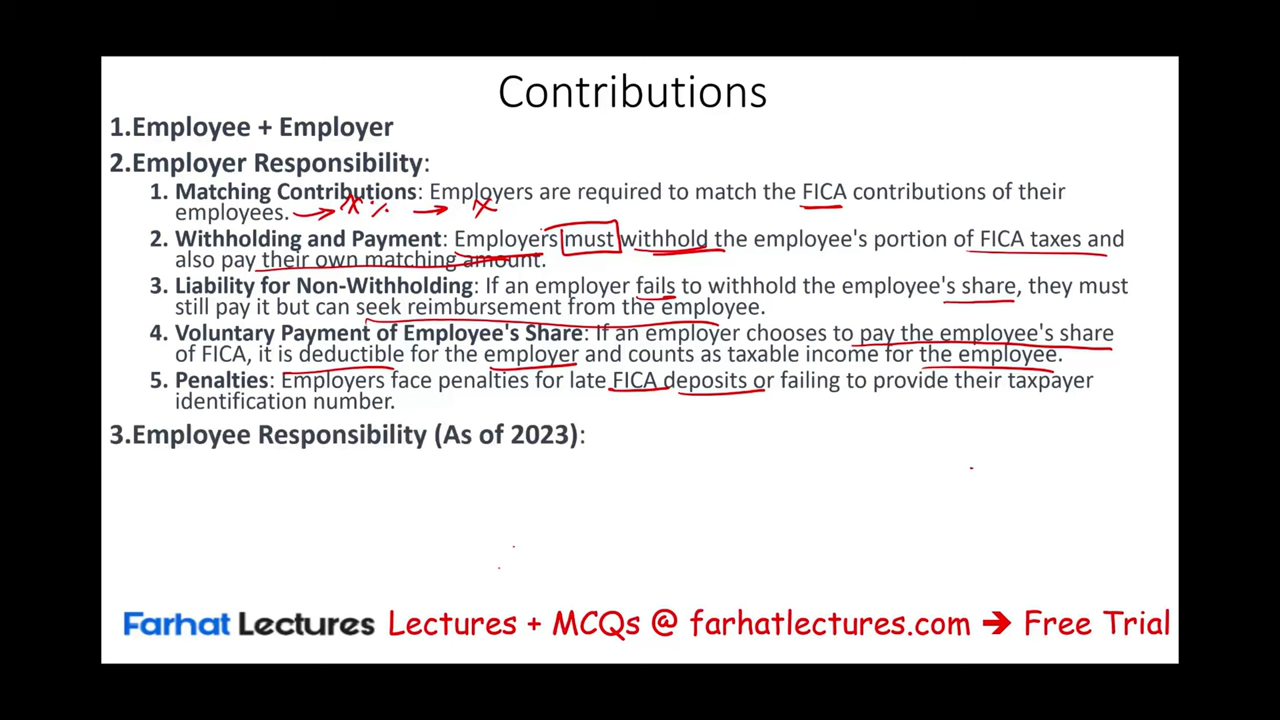 Contributions
1.Employee + Employer
2.Employer Responsibility:
1. Matching Contributions: Employers are required to match the FICA contributions of their
employees. → x % → x
2. Withholding and Payment: Employers must withhold the employee's portion of FICA taxes and
also pay their own matching amount.
3. Liability for Non-Withholding: If an employer fails to withhold the employee's share, they must
still pay it but can seek reimbursement from the employee.
4. Voluntary Payment of Employee's Share: If an employer chooses to pay the employee's share
of FICA, it is deductible for the employer and counts as taxable income for the employee.
5. Penalties: Employers face penalties for late FICA deposits or failing to provide their taxpayer
identification number.
3.Employee Responsibility (As of 2023):
Farhat Lectures Lectures + MCQs @ farhatlectures.com → Free Trial